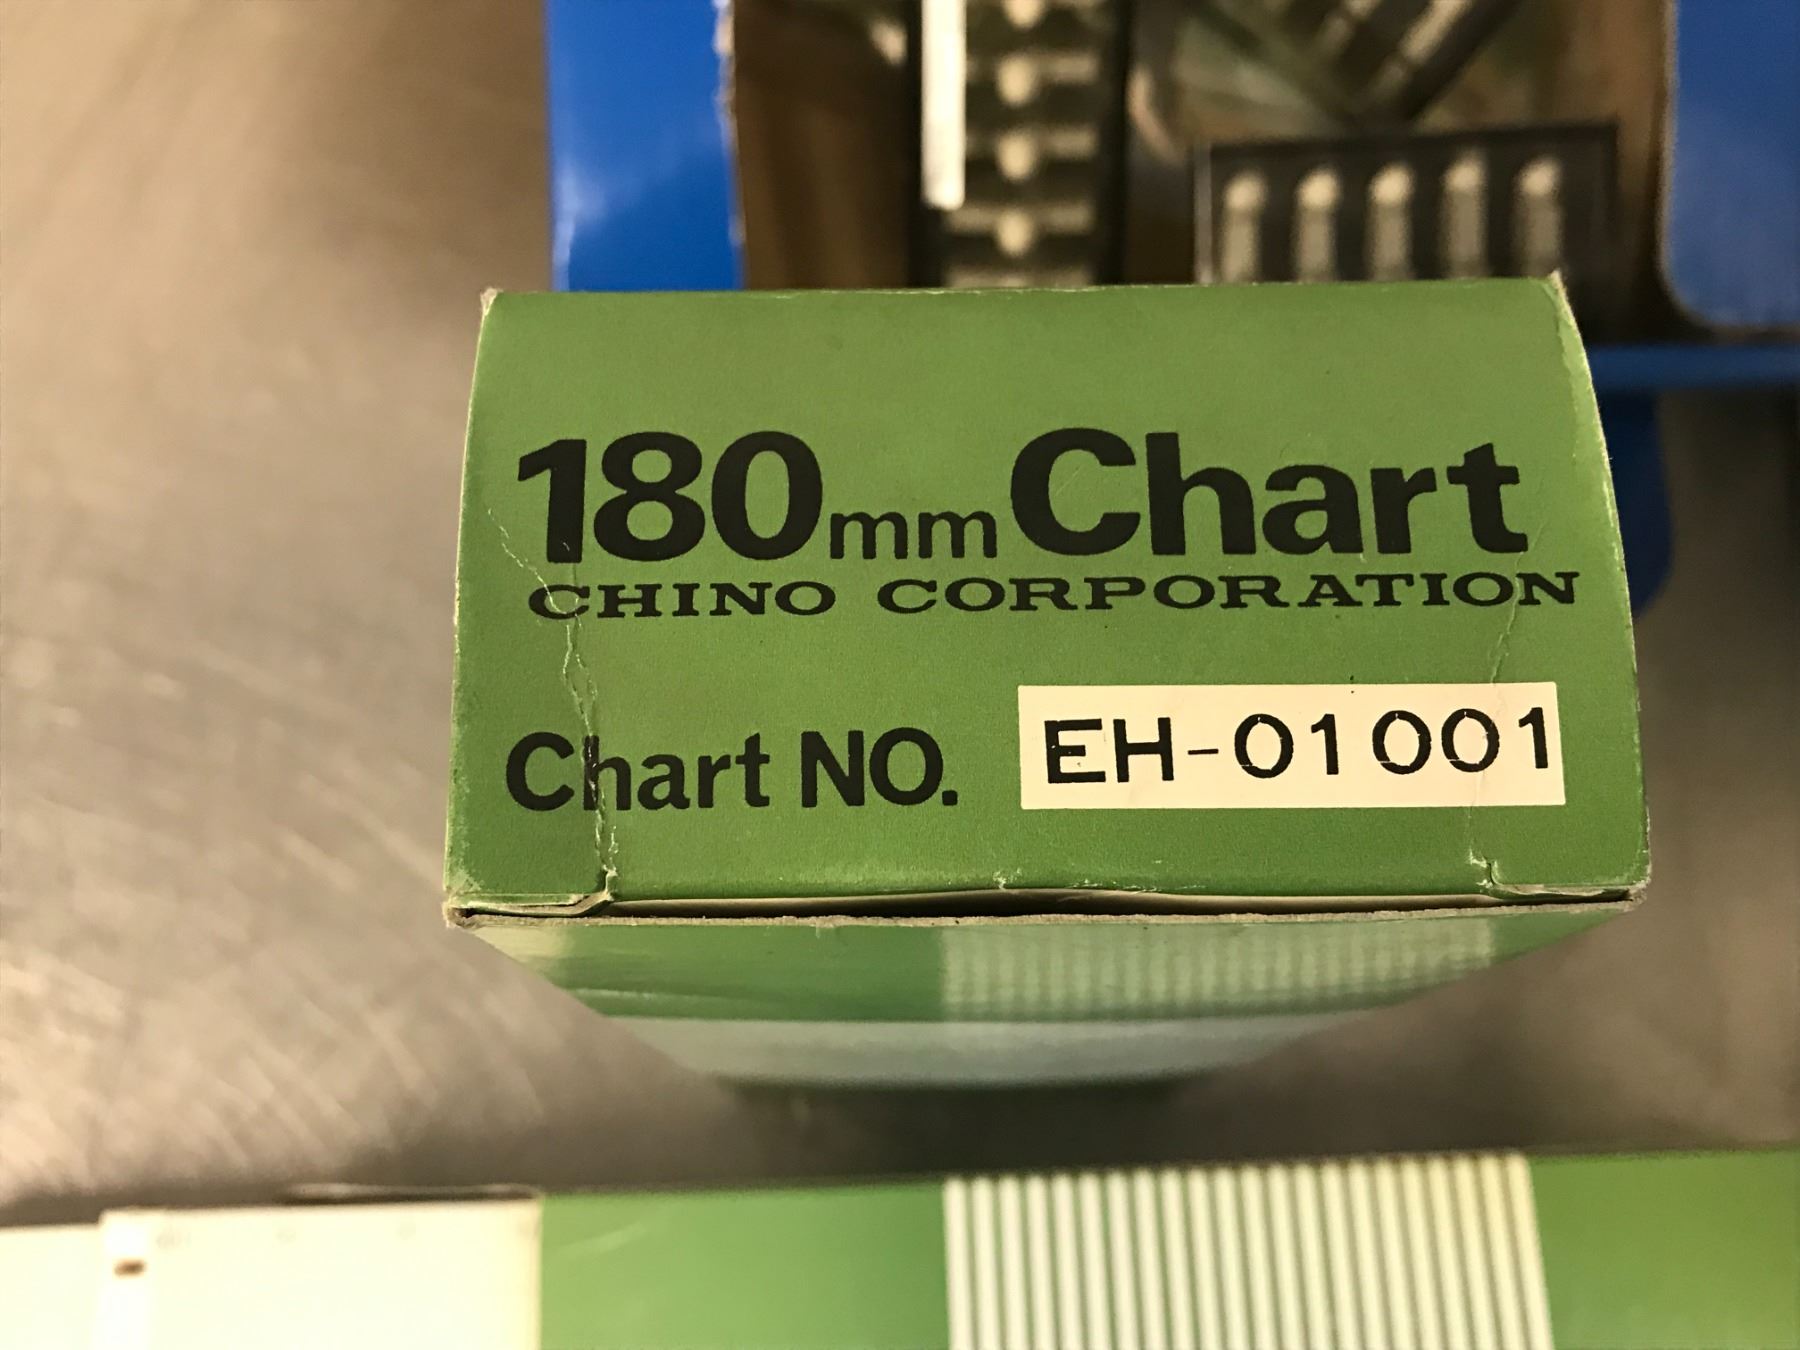 180mm Chart
CHINO CORPORATION
Chart NO. EH-01001